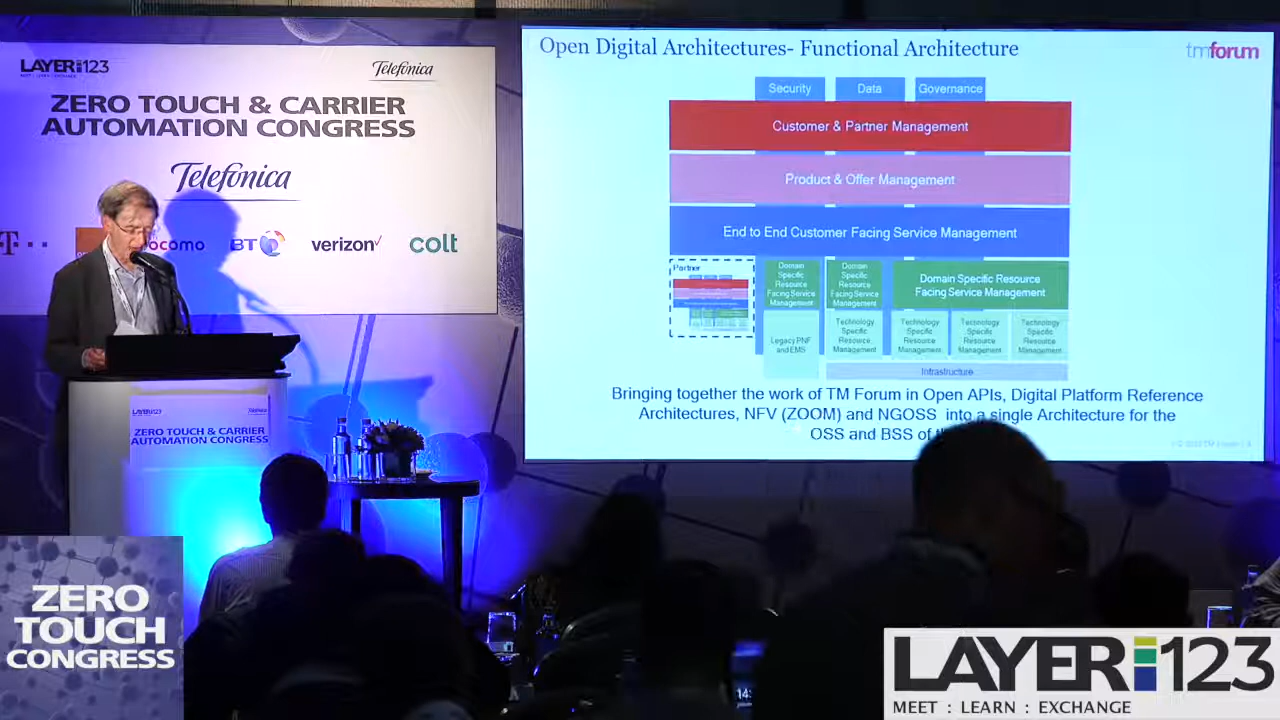 LAYER123
MEET : LEARN : EXCHANGE
Telefónica
ZERO TOUCH & CARRIER
AUTOMATION CONGRESS
Telefónica
T
docomo
BT
verizon
colt
Open Digital Architectures- Functional Architecture
tmforum
Security
Data
Governance
Customer & Partner Management
Product & Offer Management
End to End Customer Facing Service Management
Partner
Domain
Specific
Resource
Facing Service
Management
Domain
Specific
Resource
Facing Service
Management
Domain Specific Resource
Facing Service Management
Legacy PNF
and EMS
Technology
Specific
Resource
Management
Technology
Specific
Resource
Management
Technology
Specific
Resource
Management
Technology
Specific
Resource
Management
Infrastructure
Bringing together the work of TM Forum in Open APIs, Digital Platform Reference
Architectures, NFV (ZOOM) and NGOSS into a single Architecture for the
OSS and BSS of
LAYER123
Telefónica
ZERO TOUCH & CARRIER
AUTOMATION CONGRESS
ZERO
TOUCH
CONGRESS
LAYER123
MEET : LEARN : EXCHANGE